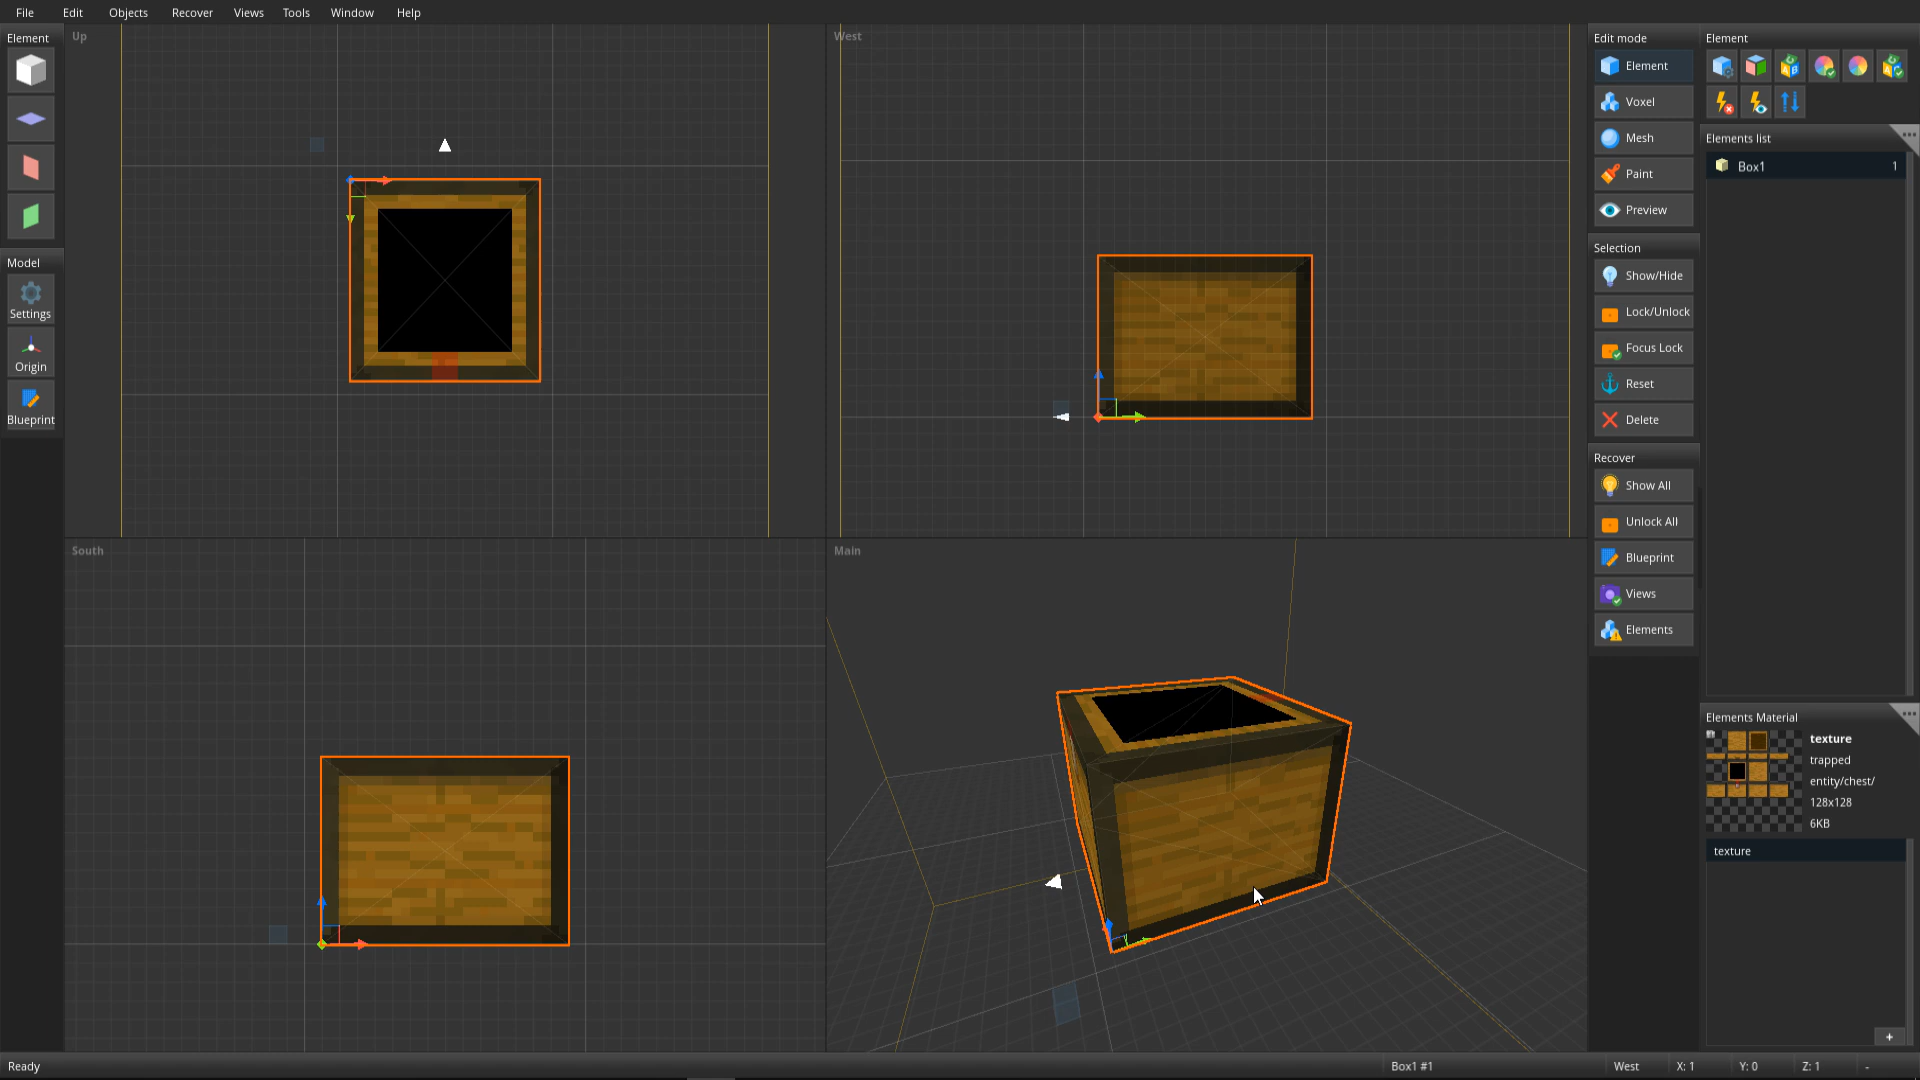 File Edit Objects Recover Views Tools Window Help
Element
Model
Settings
Origin
Blueprint
Up
West
South
Main
Edit mode
Element
Voxel
Mesh
Paint
Preview
Selection
Show/Hide
Lock/Unlock
Focus Lock
Reset
Delete
Recover
Show All
Unlock All
Blueprint
Views
Elements
Element
Elements list
Box1 1
Elements Material
texture
trapped
entity/chest/
128x128
6KB
texture
+
Ready Box1 #1 West X: 1 Y: 0 Z: 1 -